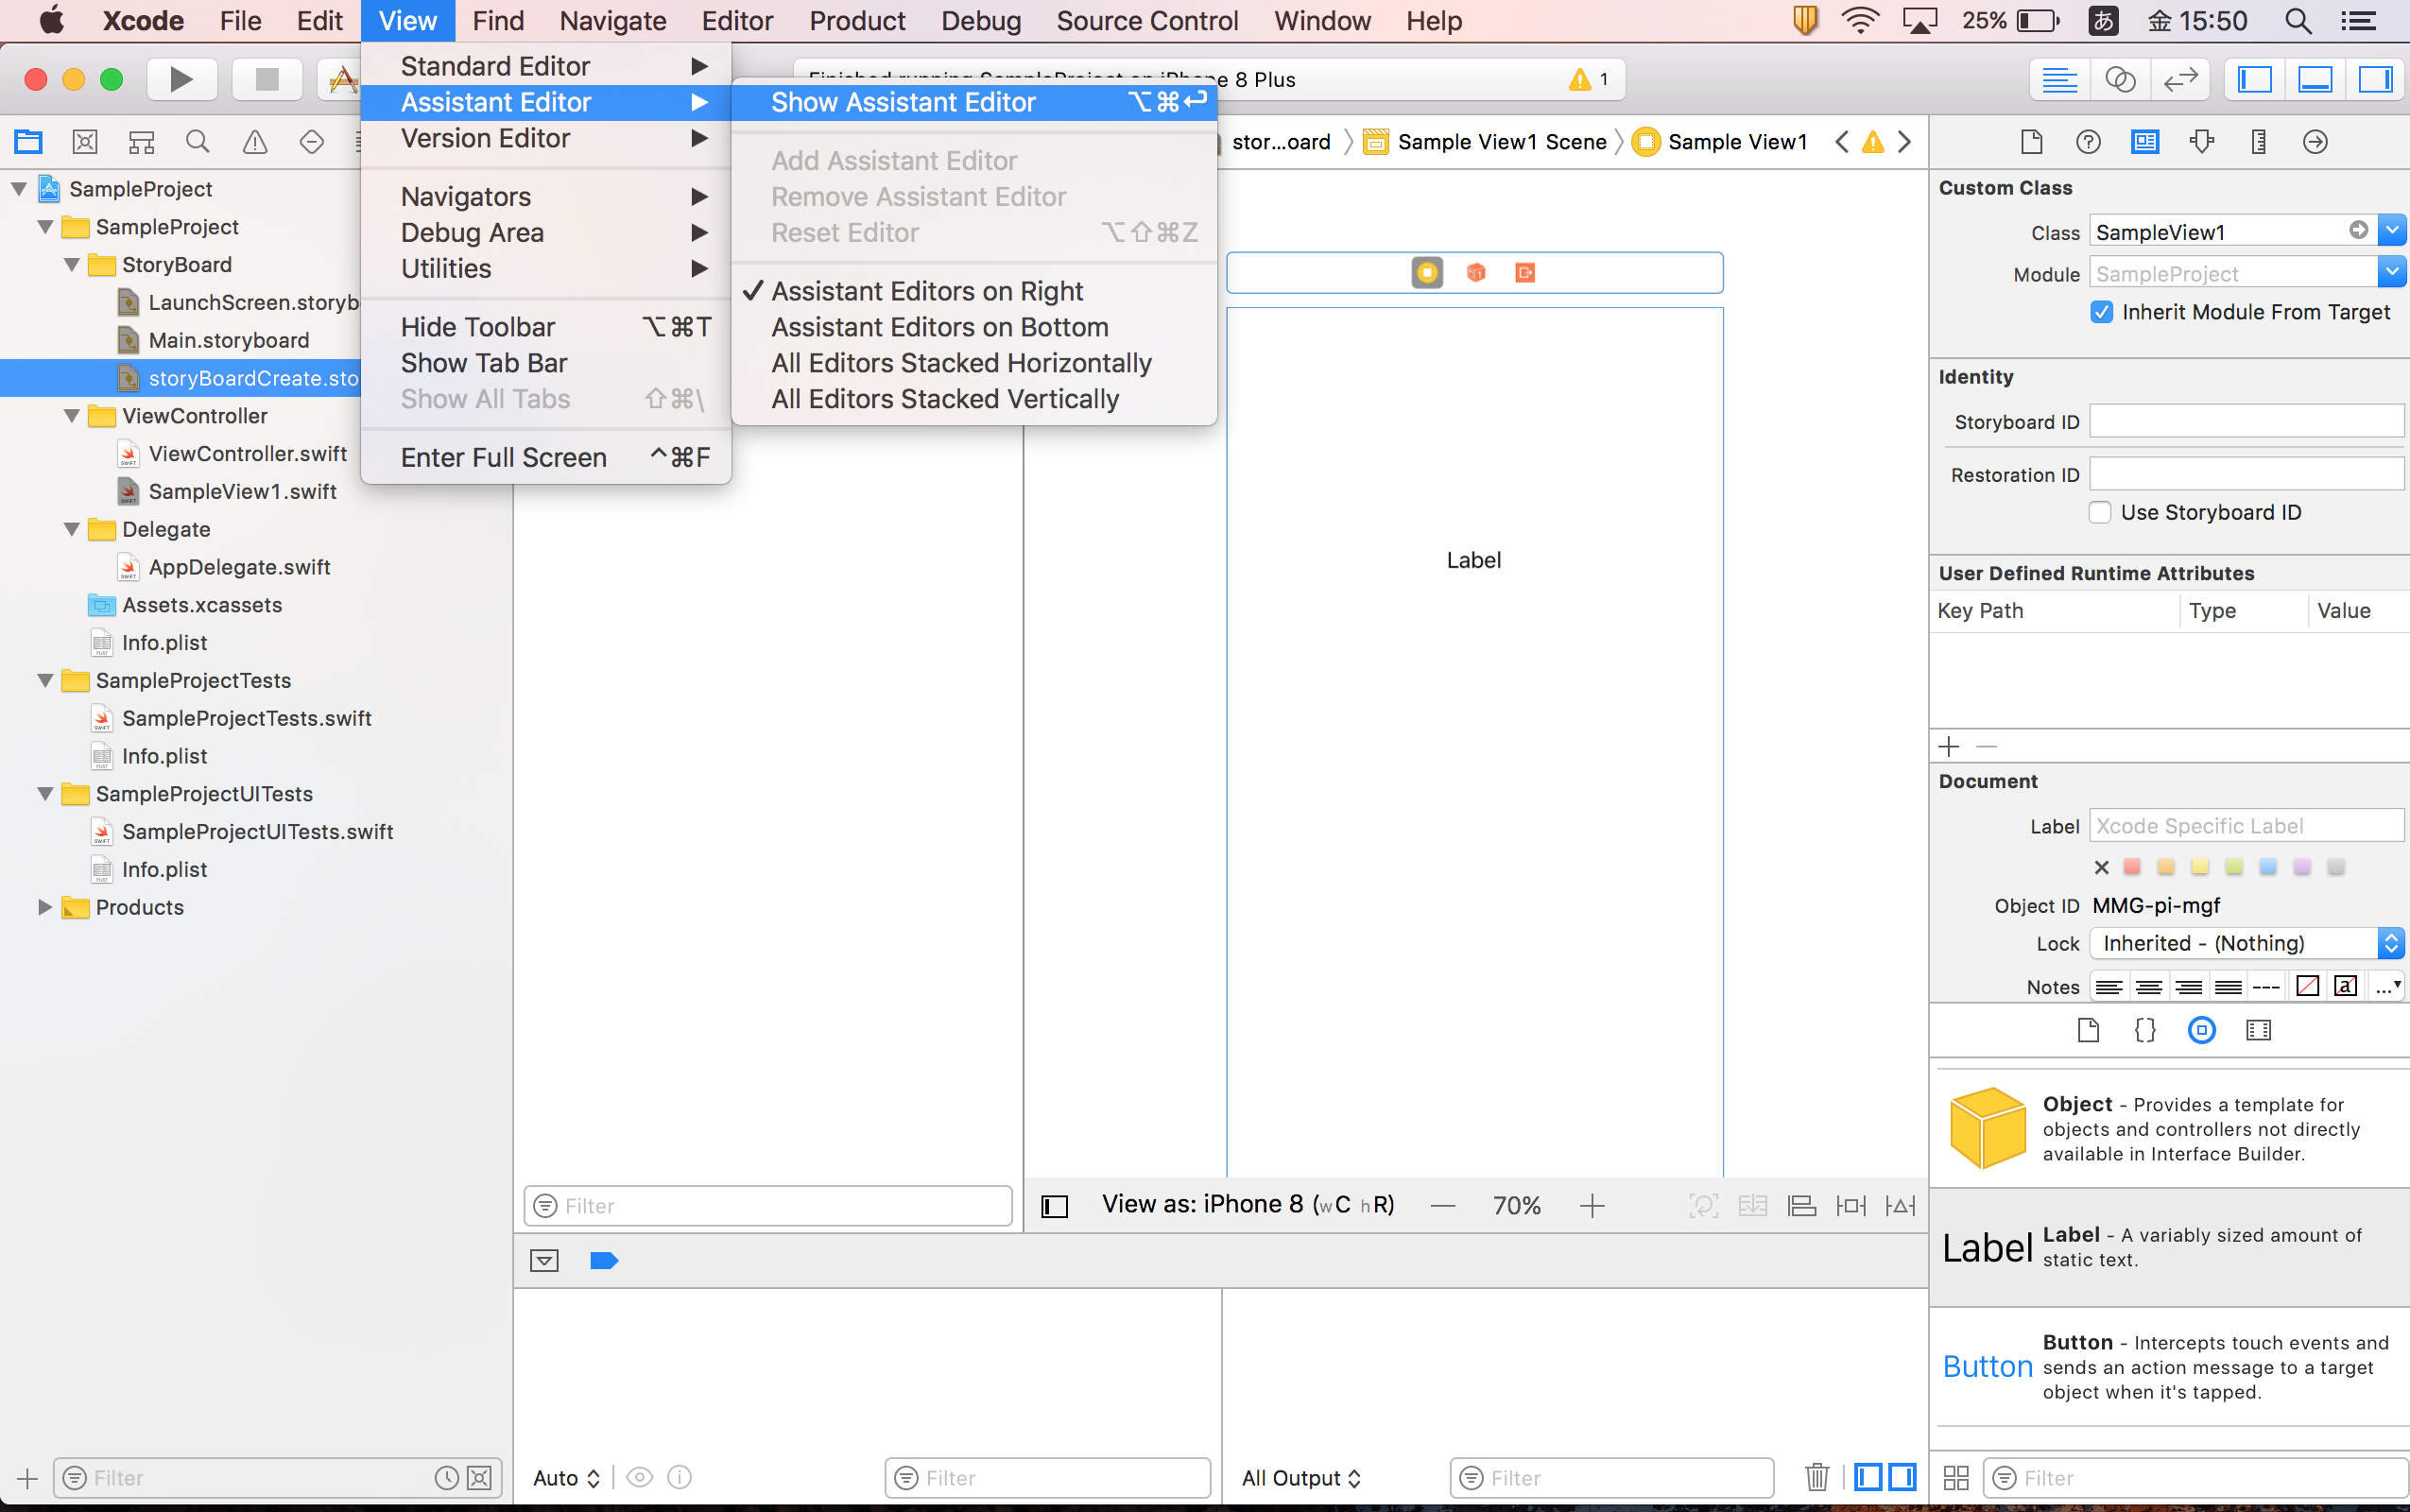 Xcode File Edit View Find Navigate Editor Product Debug Source Control Window Help 25% あ 金 15:50
Finished running SampleProject on iPhone 8 Plus 1
Standard Editor
Assistant Editor
Version Editor
Navigators
Debug Area
Utilities
Hide Toolbar ⌥⌘T
Show Tab Bar
Show All Tabs ⇧⌘\
Enter Full Screen ^⌘F
Show Assistant Editor ⌥⌘↩
Add Assistant Editor
Remove Assistant Editor
Reset Editor ⌥⇧⌘Z
✓ Assistant Editors on Right
Assistant Editors on Bottom
All Editors Stacked Horizontally
All Editors Stacked Vertically
stor...oard Sample View1 Scene Sample View1
SampleProject
SampleProject
StoryBoard
LaunchScreen.storyb
Main.storyboard
storyBoardCreate.sto
ViewController
ViewController.swift
SampleView1.swift
Delegate
AppDelegate.swift
Assets.xcassets
Info.plist
SampleProjectTests
SampleProjectTests.swift
Info.plist
SampleProjectUITests
SampleProjectUITests.swift
Info.plist
Products
Filter
Label
Filter
View as: iPhone 8 (wC hR) — 70% +
Auto
Filter
All Output
Filter
Custom Class
Class SampleView1
Module SampleProject
Inherit Module From Target
Identity
Storyboard ID
Restoration ID
Use Storyboard ID
User Defined Runtime Attributes
Key Path Type Value
Document
Label Xcode Specific Label
Object ID MMG-pi-mgf
Lock Inherited - (Nothing)
Notes
{}
Object - Provides a template for
objects and controllers not directly
available in Interface Builder.
Label
Label - A variably sized amount of
static text.
Button
Button - Intercepts touch events and
sends an action message to a target
object when it's tapped.
Filter